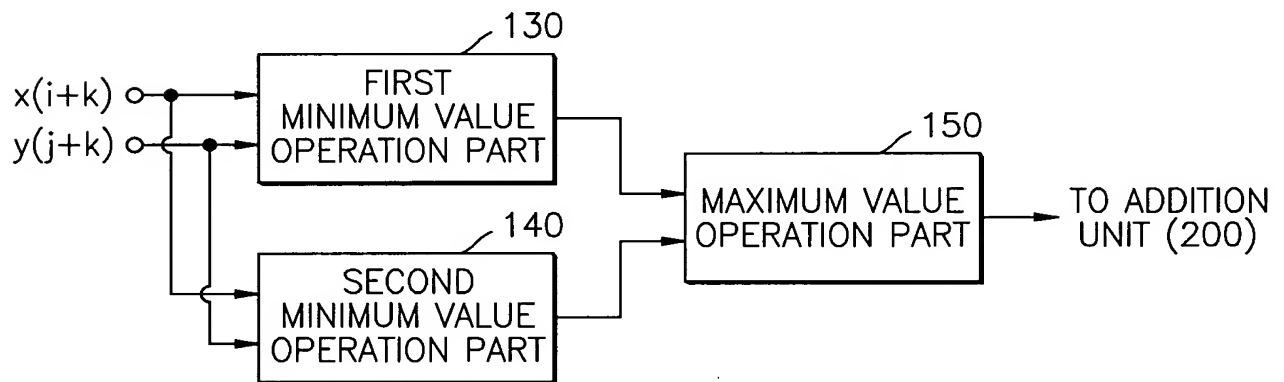 130
x(i+k)
y(j+k)
FIRST
MINIMUM VALUE
OPERATION PART
150
MAXIMUM VALUE
OPERATION PART
TO ADDITION
UNIT (200)
140
SECOND
MINIMUM VALUE
OPERATION PART